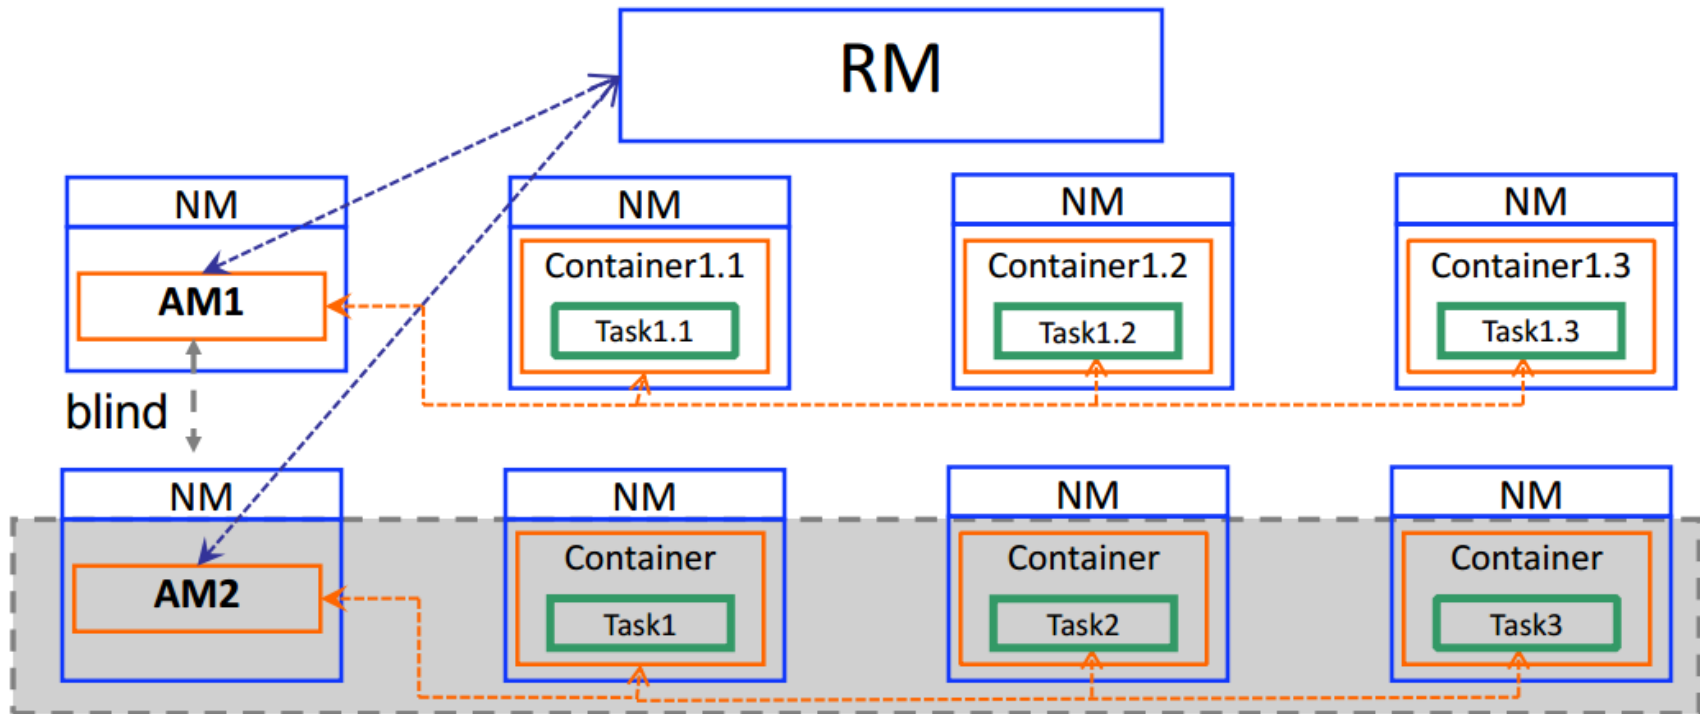 RM
NM
NM
NM
NM
AM1
Container1.1
Container1.2
Container1.3
Task1.1
Task1.2
Task1.3
blind
NM
NM
NM
NM
AM2
Container
Container
Container
Task1
Task2
Task3